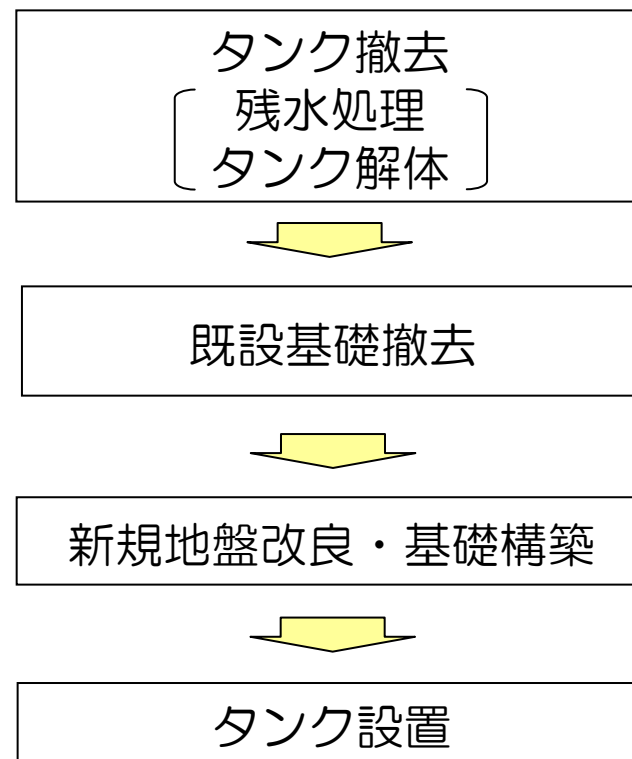 タンク撤去
残水処理
タンク解体
既設基礎撤去
新規地盤改良・基礎構築
タンク設置